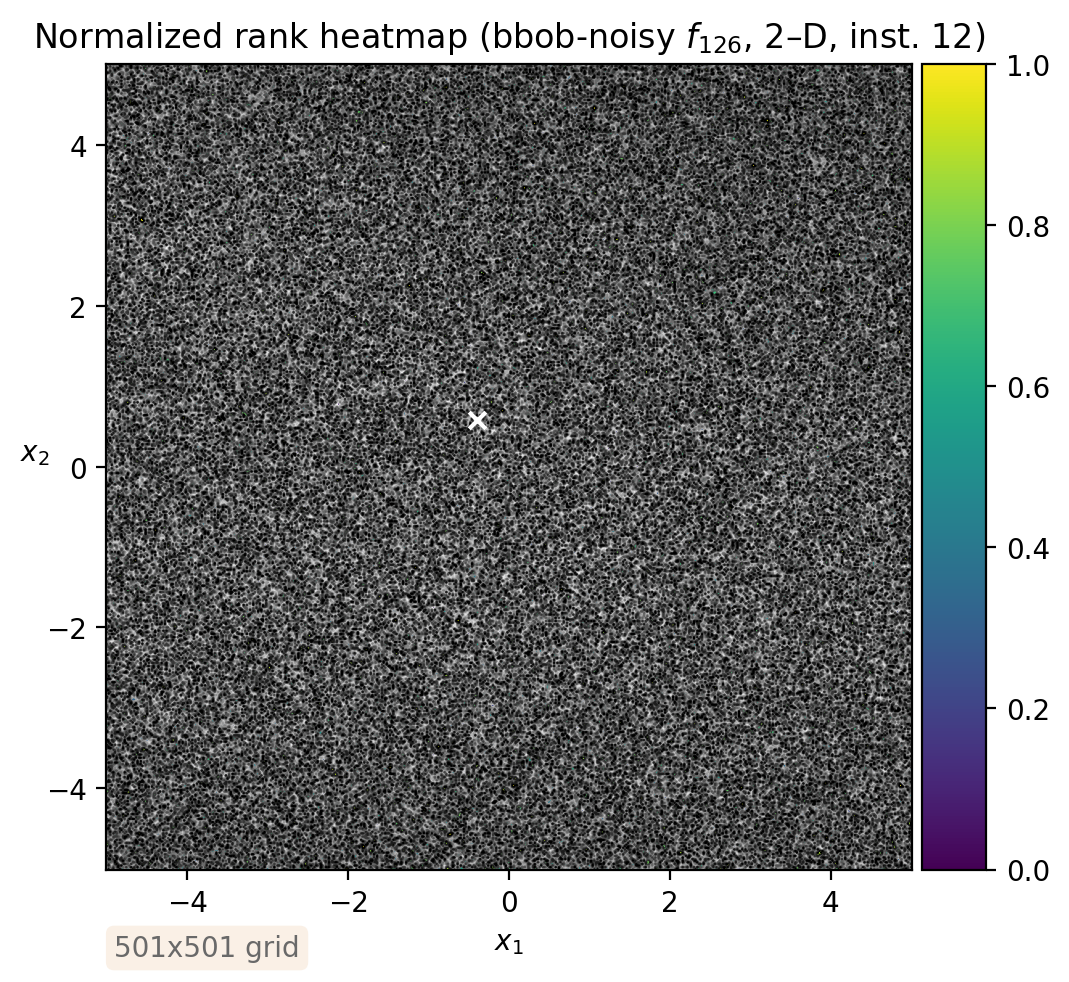 Normalized rank heatmap (bbob-noisy f126, 2–D, inst. 12)
1.0
0.8
0.6
0.4
0.2
0.0
4
2
0
−2
−4
x2
−4 −2 0 2 4
x1
501x501 grid